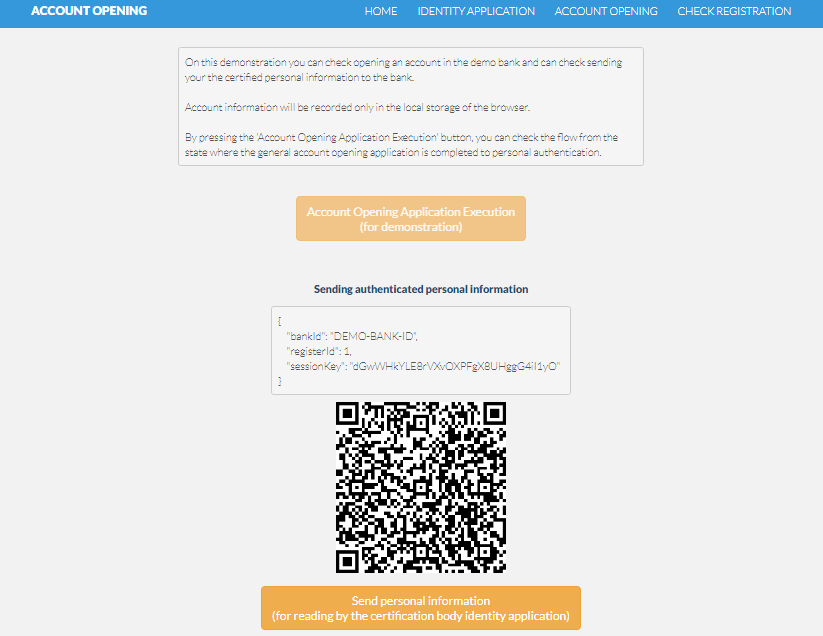 ACCOUNT OPENING
HOME IDENTITY APPLICATION ACCOUNT OPENING CHECK REGISTRATION
On this demonstration you can check opening an account in the demo bank and can check sending
your the certified personal information to the bank.
Account information will be recorded only in the local storage of the browser.
By pressing the 'Account Opening Application Execution' button, you can check the flow from the
state where the general account opening application is completed to personal authentication.
Account Opening Application Execution
(for demonstration)
Sending authenticated personal information
{
"bankId": "DEMO-BANK-ID",
"registerId": 1,
"sessionKey": "dGwWHkYLE8rVXvOXPFgX8UHggG4iI1yO"
}
Send personal information
(for reading by the certification body identity application)